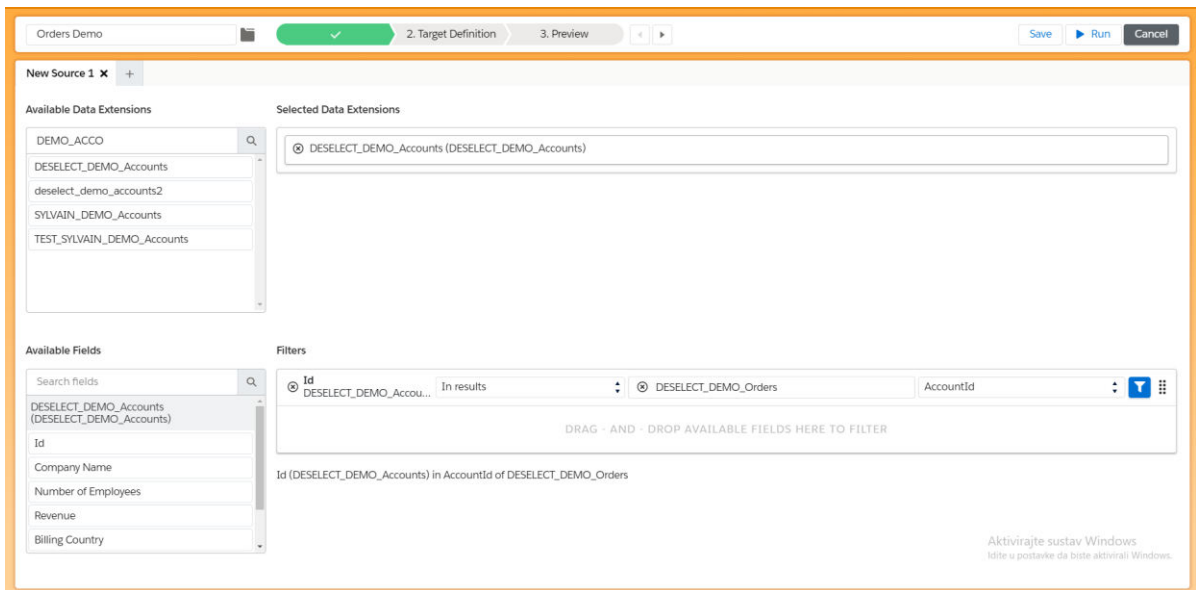 Orders Demo
2. Target Definition
3. Preview
Save
Run
Cancel
New Source 1
Available Data Extensions
Selected Data Extensions
DEMO_ACCO
DESELECT_DEMO_Accounts (DESELECT_DEMO_Accounts)
DESELECT_DEMO_Accounts
deselect_demo_accounts2
SYLVAIN_DEMO_Accounts
TEST_SYLVAIN_DEMO_Accounts
Available Fields
Filters
Search fields
Id
DESELECT_DEMO_Accou...
In results
DESELECT_DEMO_Orders
AccountId
DESELECT_DEMO_Accounts
(DESELECT_DEMO_Accounts)
DRAG - AND - DROP AVAILABLE FIELDS HERE TO FILTER
Id
Company Name
Id (DESELECT_DEMO_Accounts) in AccountId of DESELECT_DEMO_Orders
Number of Employees
Revenue
Billing Country
Aktivirajte sustav Windows
Idite u postavke da biste aktivirali Windows.